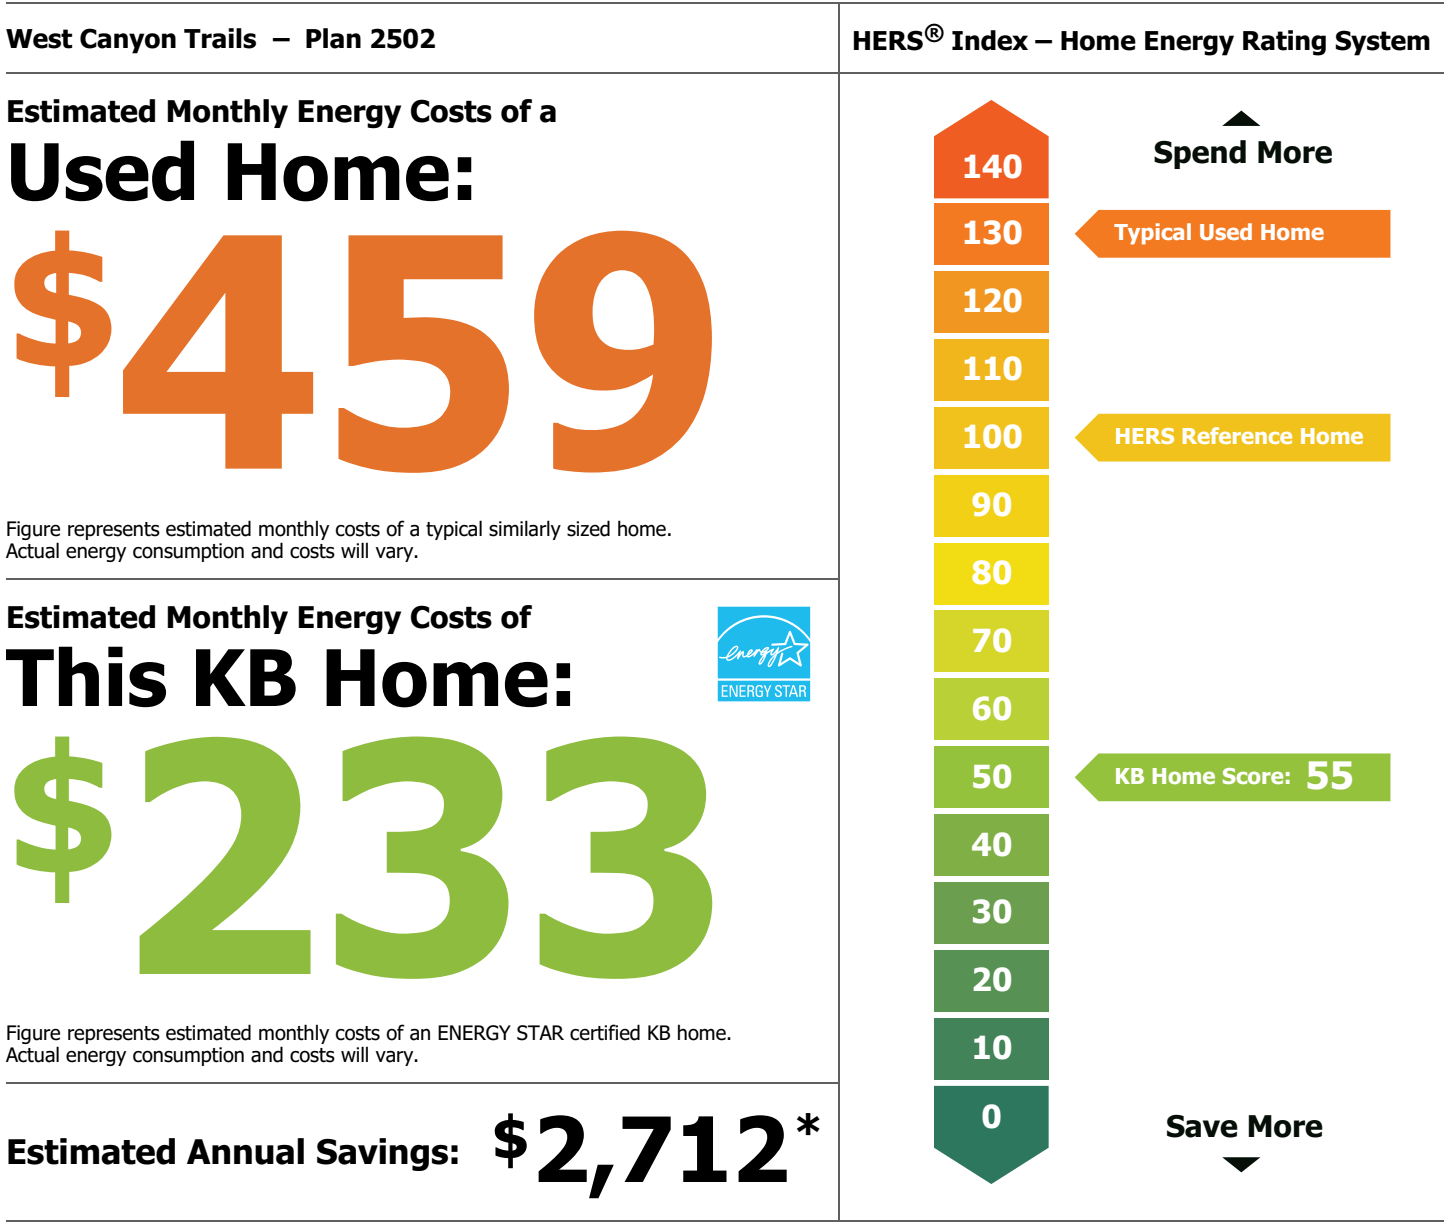 West Canyon Trails – Plan 2502
Estimated Monthly Energy Costs of a
Used Home:
$459
Figure represents estimated monthly costs of a typical similarly sized home.
Actual energy consumption and costs will vary.
Estimated Monthly Energy Costs of
This KB Home:
energy
ENERGY STAR
$233
Figure represents estimated monthly costs of an ENERGY STAR certified KB home.
Actual energy consumption and costs will vary.
Estimated Annual Savings: $2,712*
HERS® Index – Home Energy Rating System
Spend More
140
130 Typical Used Home
120
110
100 HERS Reference Home
90
80
70
60
50 KB Home Score: 55
40
30
20
10
0
Save More